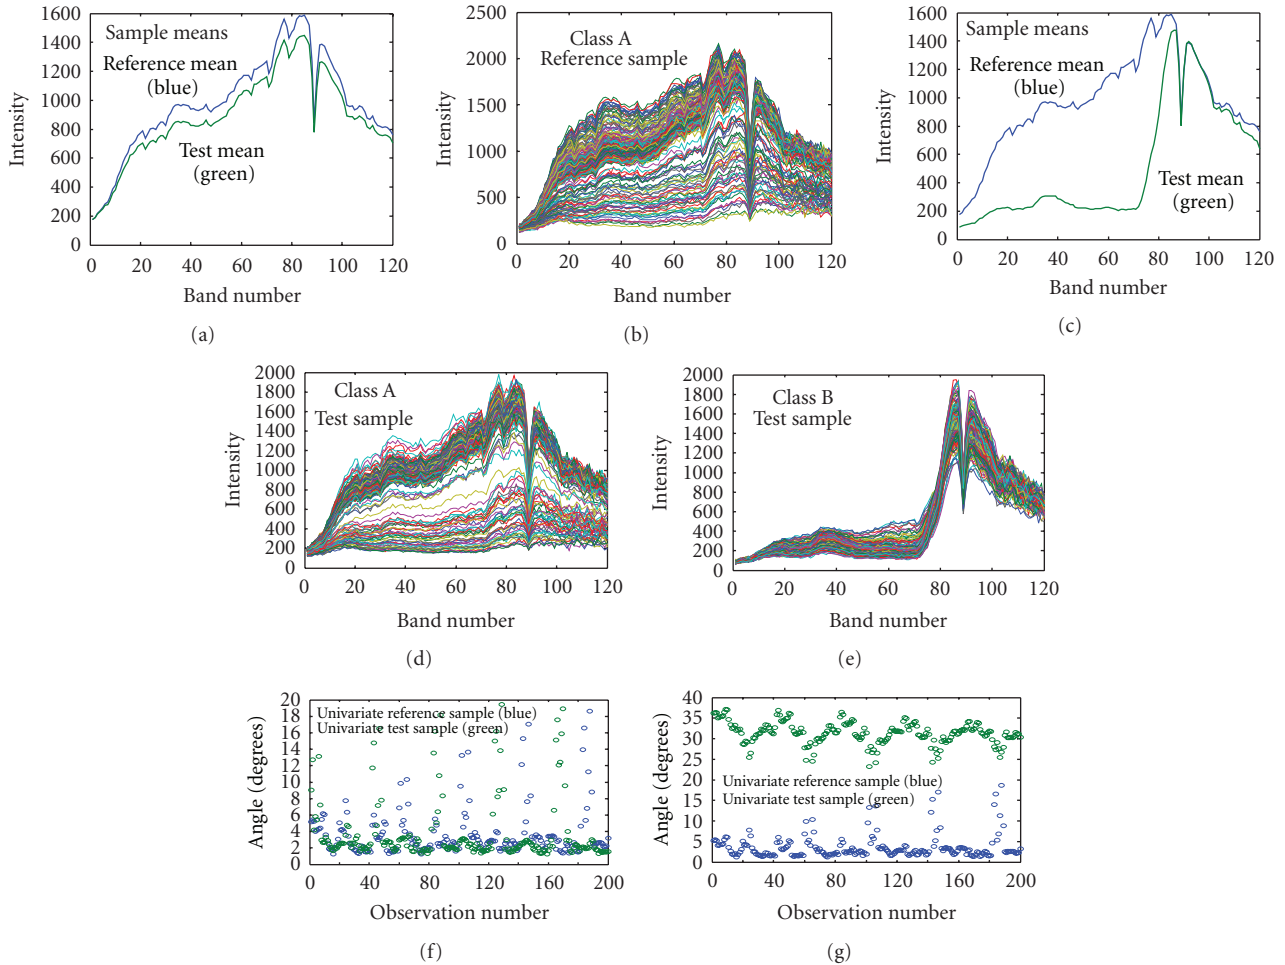 1600
1400
1200
1000
800
600
400
200
0
Intensity
Sample means
Reference mean
(blue)
Test mean
(green)
0 20 40 60 80 100 120
Band number
(a)
2500
2000
1500
1000
500
0
Intensity
Class A
Reference sample
0 20 40 60 80 100 120
Band number
(b)
1600
1400
1200
1000
800
600
400
200
0
Intensity
Sample means
Reference mean
(blue)
Test mean
(green)
0 20 40 60 80 100 120
Band number
(c)
2000
1800
1600
1400
1200
1000
800
600
400
200
0
Intensity
Class A
Test sample
0 20 40 60 80 100 120
Band number
(d)
2000
1800
1600
1400
1200
1000
800
600
400
200
0
Intensity
Class B
Test sample
0 20 40 60 80 100 120
Band number
(e)
20
18
16
14
12
10
8
6
4
2
0
Angle (degrees)
Univariate reference sample (blue)
Univariate test sample (green)
0 40 80 120 160 200
Observation number
(f)
40
35
30
25
20
15
10
5
0
Angle (degrees)
Univariate reference sample (blue)
Univariate test sample (green)
0 40 80 120 160 200
Observation number
(g)